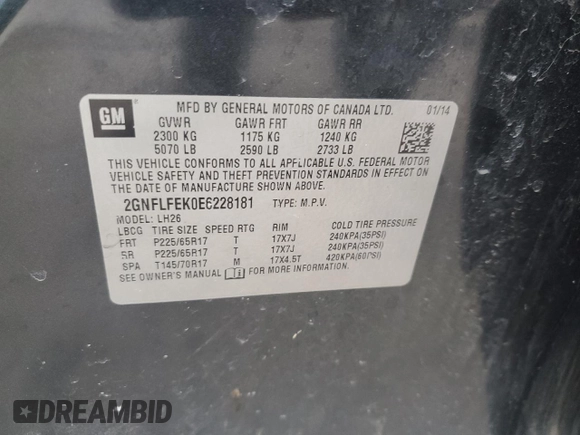 GM
MFD BY GENERAL MOTORS OF CANADA LTD. 01/14
GVWR GAWR FRT GAWR RR
2300 KG 1175 KG 1240 KG
5070 LB 2590 LB 2733 LB
THIS VEHICLE CONFORMS TO ALL APPLICABLE U.S. FEDERAL MOTOR
VEHICLE SAFETY AND THEFT PREVENTION STANDARDS IN EFFECT ON
THE DATE OF MANUFACTURE SHOWN ABOVE.
2GNFLFEK0E6228181 TYPE: M.P.V.
MODEL: LH26
LBCG TIRE SIZE SPEED RTG RIM COLD TIRE PRESSURE
FRT P225/65R17 T 17X7J 240KPA(35PSI)
RR P225/65R17 T 17X7J 240KPA(35PSI)
SPA T145/70R17 M 17X4.5T 420KPA(60PSI)
SEE OWNER'S MANUAL FOR MORE INFORMATION.
DREAMBID